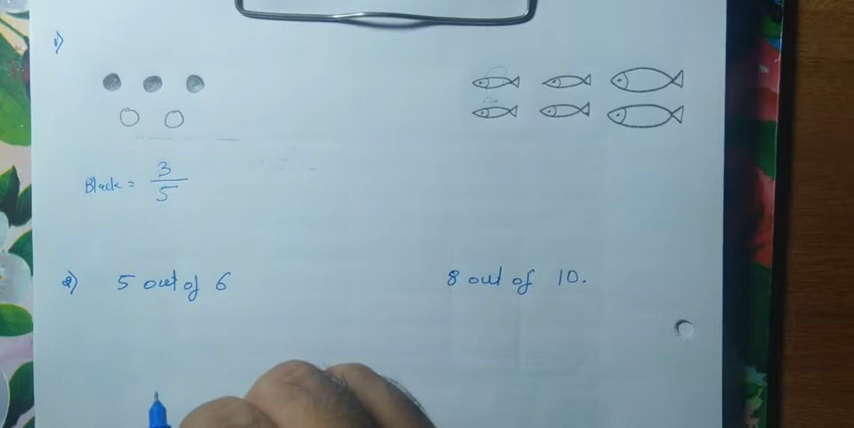 1)
Black = 3/5
2) 5 out of 6
8 out of 10.